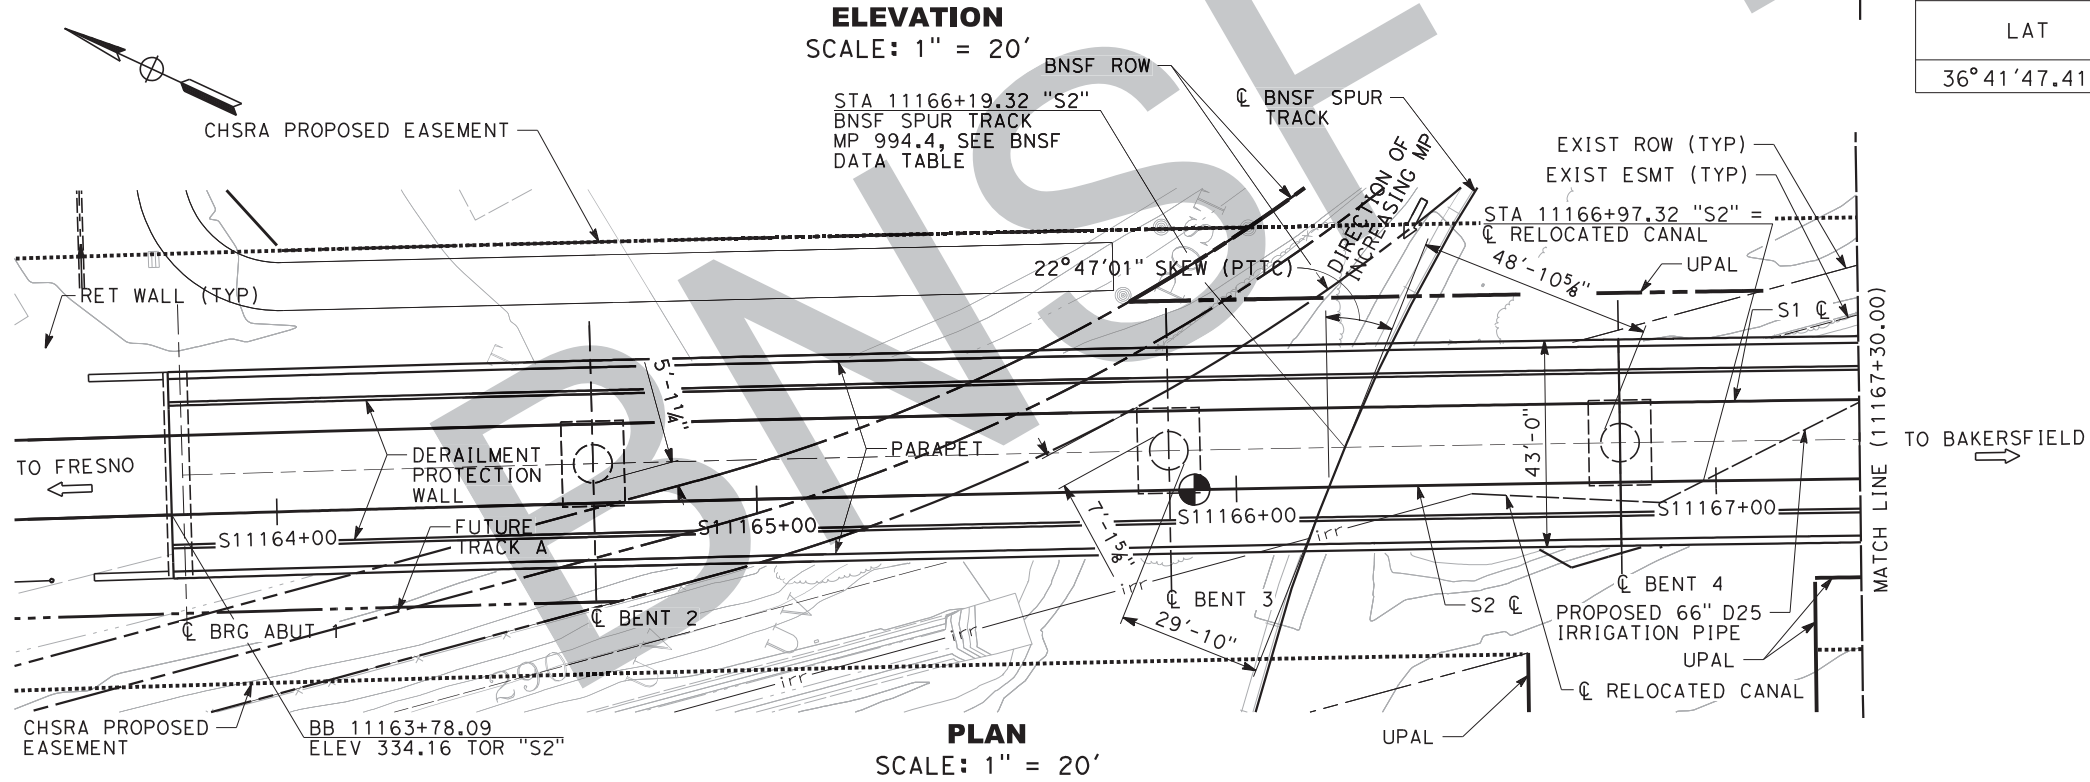 ELEVATION
SCALE: 1" = 20'
LAT
36°41'47.41
BNSF ROW
STA 11166+19.32 "S2"
BNSF SPUR TRACK
MP 994.4, SEE BNSF
DATA TABLE
℄ BNSF SPUR
TRACK
CHSRA PROPOSED EASEMENT
DIRECTION OF
INCREASING MP
EXIST ROW (TYP)
EXIST ESMT (TYP)
STA 11166+97.32 "S2" =
℄ RELOCATED CANAL
22°47'01" SKEW (PTTC)
48'-10⅝"
UPAL
RET WALL (TYP)
S1 ℄
5'-1¼"
43'-0"
MATCH LINE (11167+30.00)
TO FRESNO
DERAILMENT
PROTECTION
WALL
PARAPET
TO BAKERSFIELD
S11164+00
FUTURE
TRACK A
S11165+00
7'-1⅝"
S11166+00
irr
S11167+00
irr
℄ BRG ABUT 1
℄ BENT 2
℄ BENT 3
S2 ℄
℄ BENT 4
PROPOSED 66" D25
IRRIGATION PIPE
29'-10"
irr
UPAL
290
irr
℄ RELOCATED CANAL
CHSRA PROPOSED
EASEMENT
BB 11163+78.09
ELEV 334.16 TOR "S2"
UPAL
PLAN
SCALE: 1" = 20'
BNSF